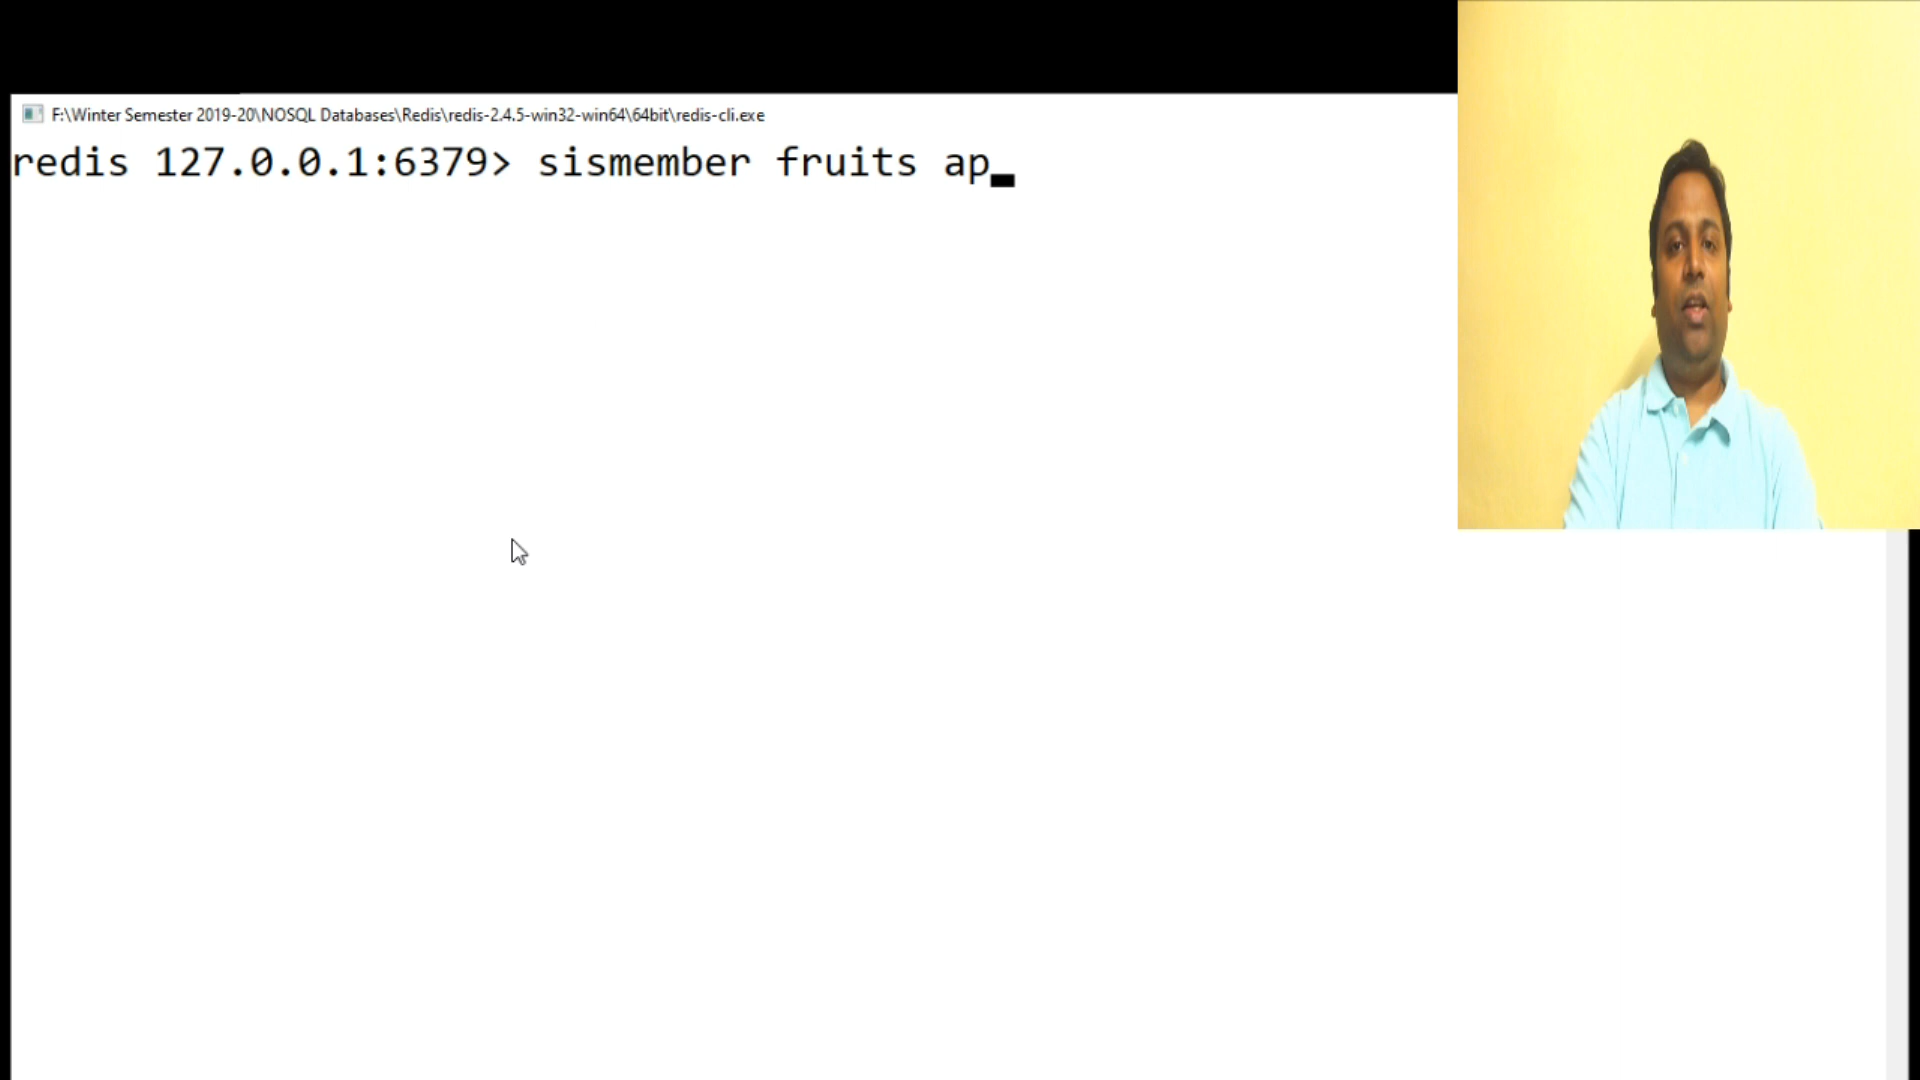 F:\Winter Semester 2019-20\NOSQL Databases\Redis\redis-2.4.5-win32-win64\64bit\redis-cli.exe
redis 127.0.0.1:6379> sismember fruits ap